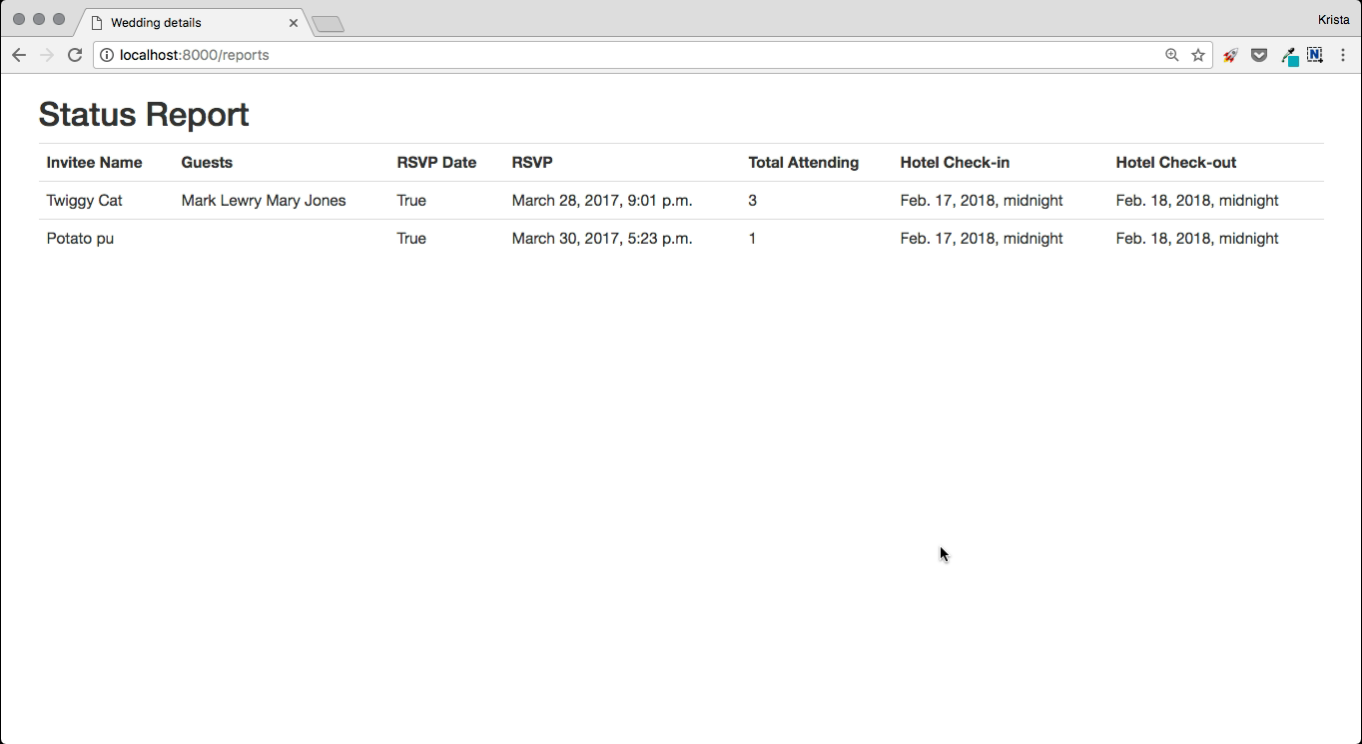 Wedding details
Krista
localhost:8000/reports
Status Report
Invitee Name Guests RSVP Date RSVP Total Attending Hotel Check-in Hotel Check-out
Twiggy Cat Mark Lewry Mary Jones True March 28, 2017, 9:01 p.m. 3 Feb. 17, 2018, midnight Feb. 18, 2018, midnight
Potato pu True March 30, 2017, 5:23 p.m. 1 Feb. 17, 2018, midnight Feb. 18, 2018, midnight